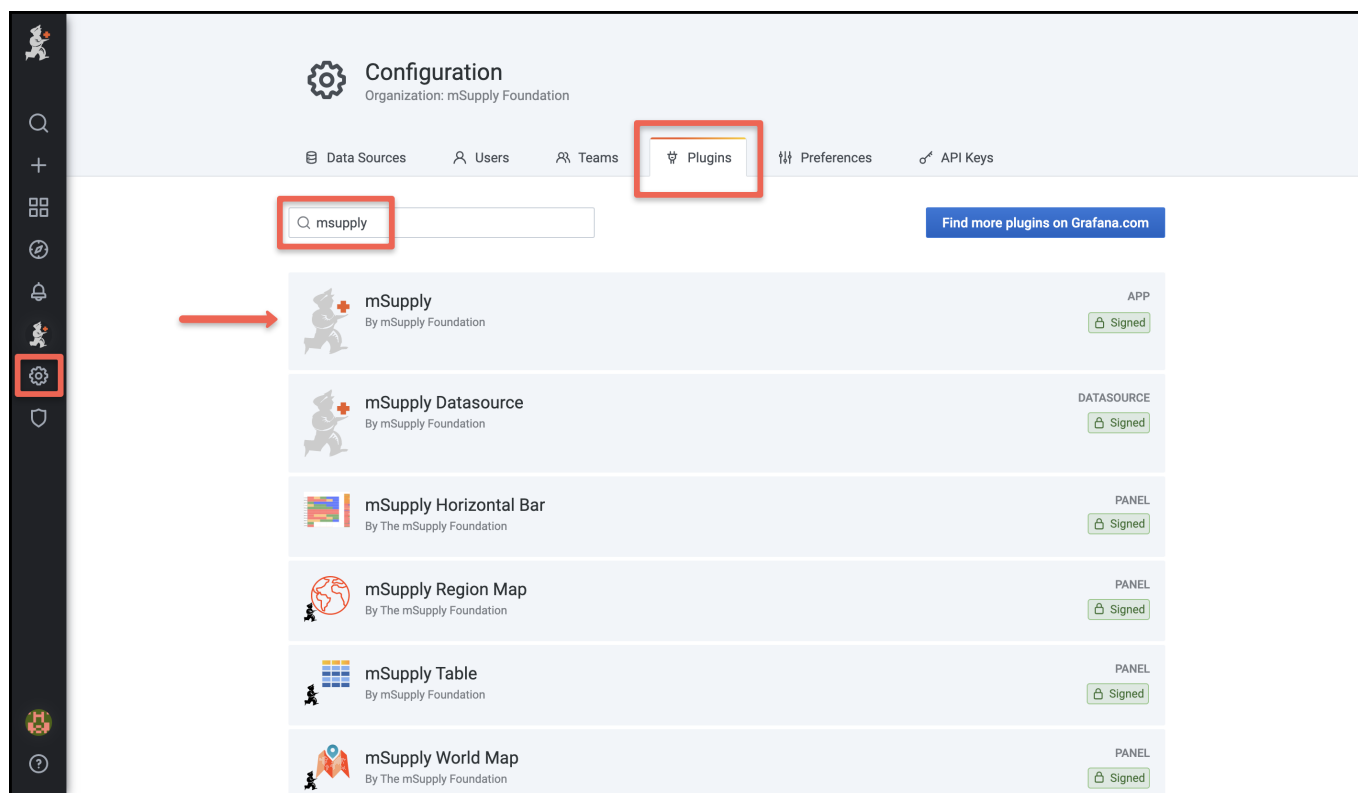 Configuration
Organization: mSupply Foundation
Data Sources
Users
Teams
Plugins
Preferences
API Keys
msupply
Find more plugins on Grafana.com
mSupply
By mSupply Foundation
APP
Signed
mSupply Datasource
By mSupply Foundation
DATASOURCE
Signed
mSupply Horizontal Bar
By The mSupply Foundation
PANEL
Signed
mSupply Region Map
By The mSupply Foundation
PANEL
Signed
mSupply Table
By mSupply Foundation
PANEL
Signed
mSupply World Map
By The mSupply Foundation
PANEL
Signed